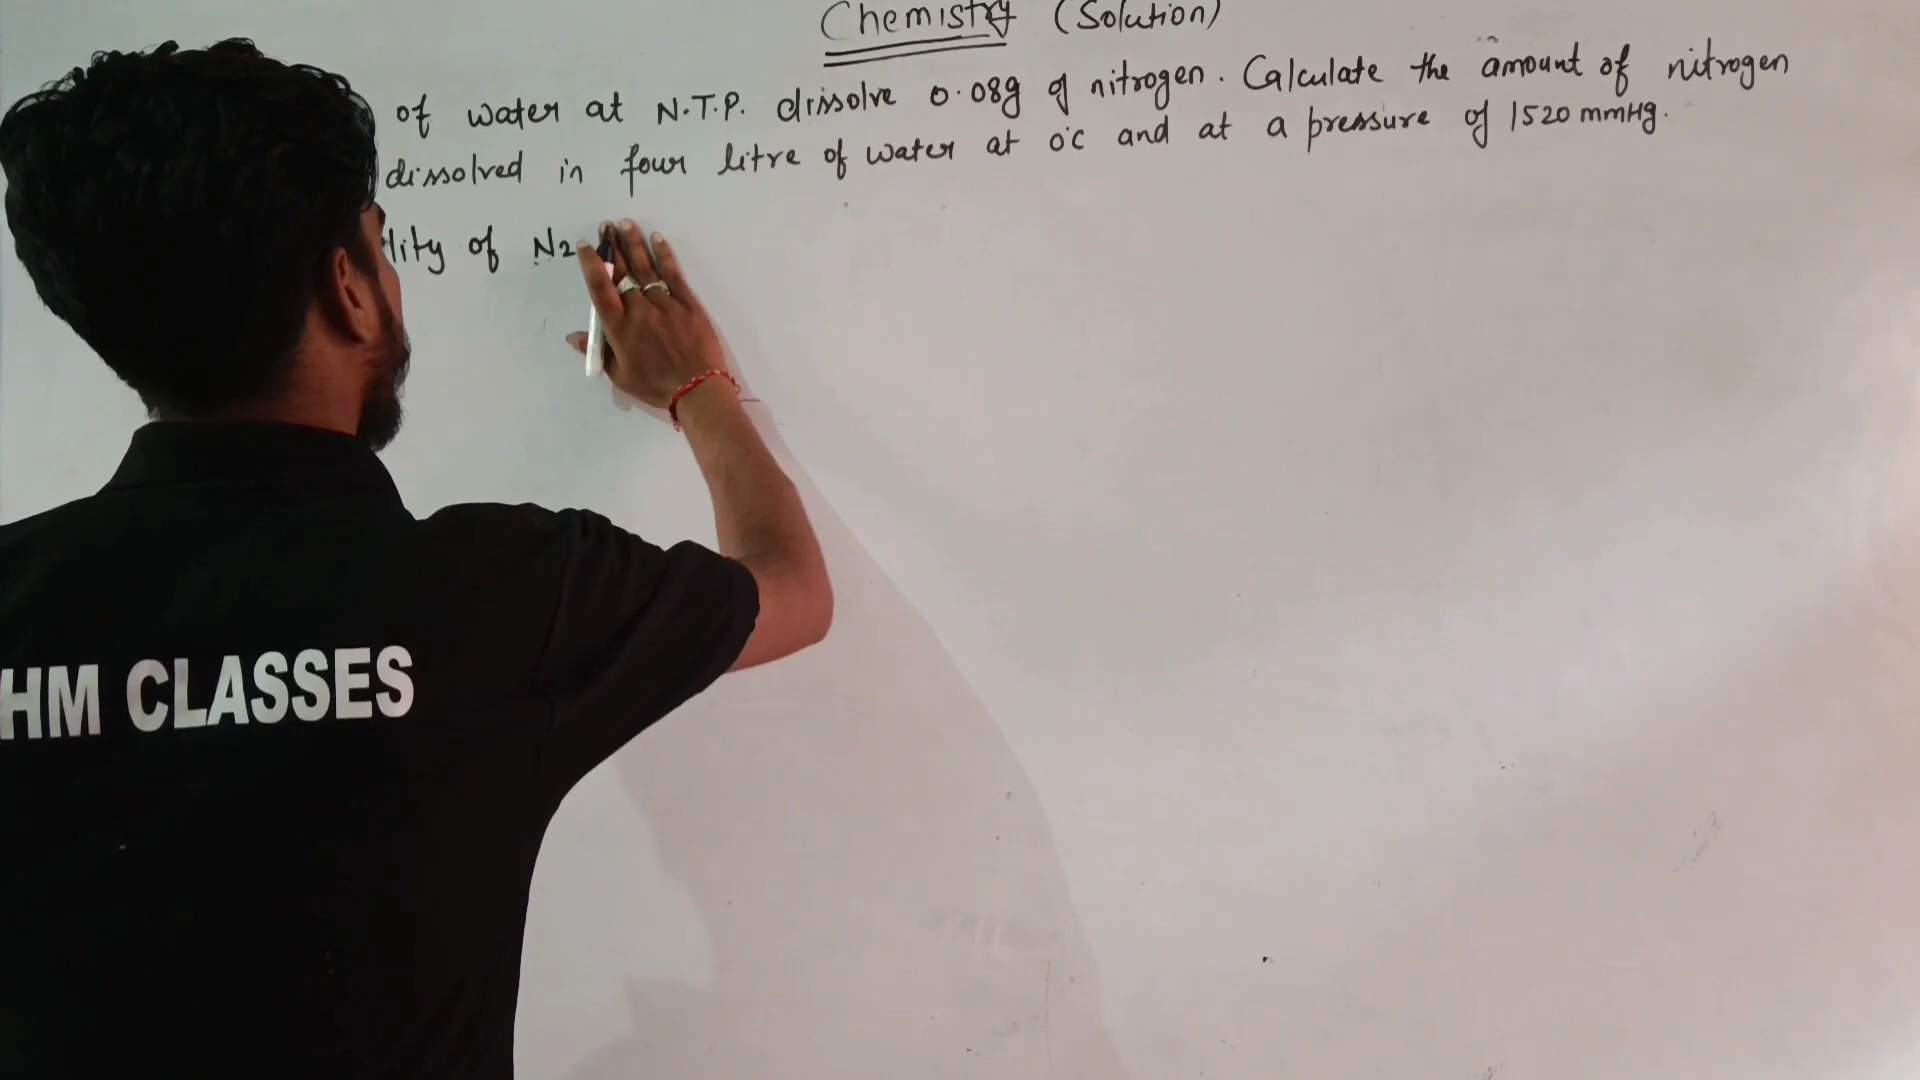 Chemistry (Solution)
of water at N.T.P. dissolve 0.08g of nitrogen. Calculate the amount of nitrogen
dissolved in four litre of water at 0°C and at a pressure of 1520 mmHg.
lity of N2
HM CLASSES